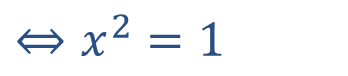 ⇔ x² = 1